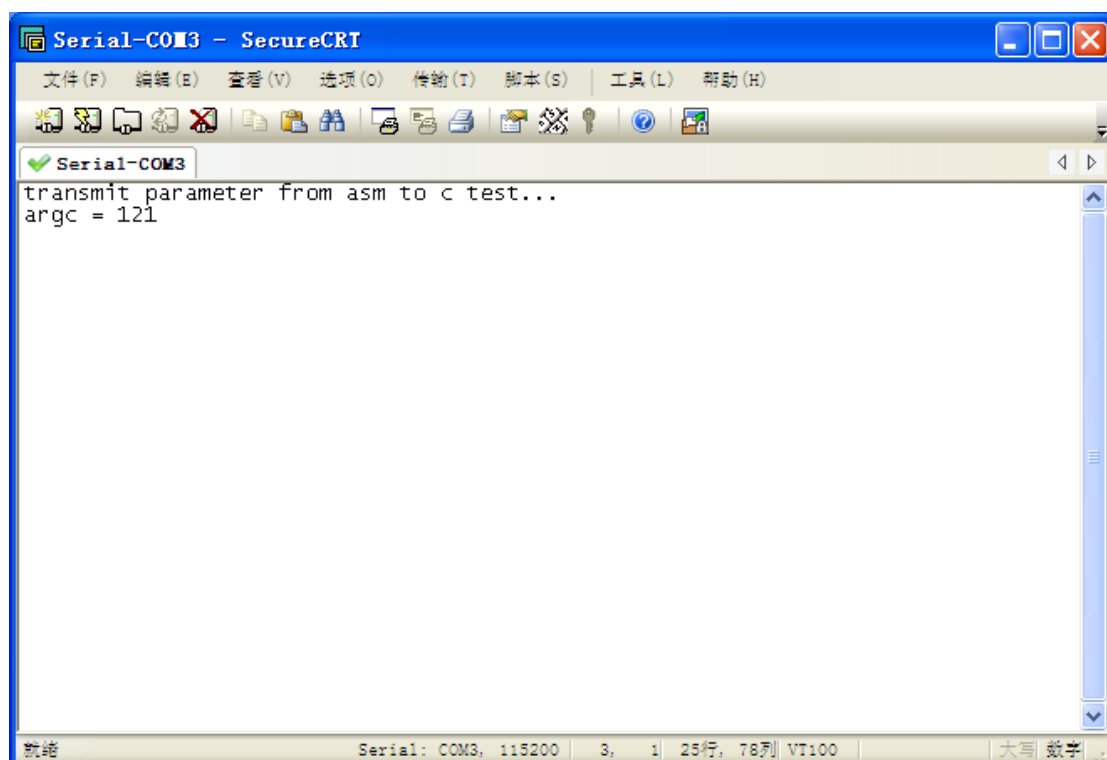 Serial-COM3 - SecureCRT
文件(F) 编辑(E) 查看(V) 选项(O) 传输(T) 脚本(S) 工具(L) 帮助(H)
Serial-COM3
transmit parameter from asm to c test...
argc = 121
就绪 Serial: COM3, 115200 3, 1 25行, 78列 VT100 大写 数字